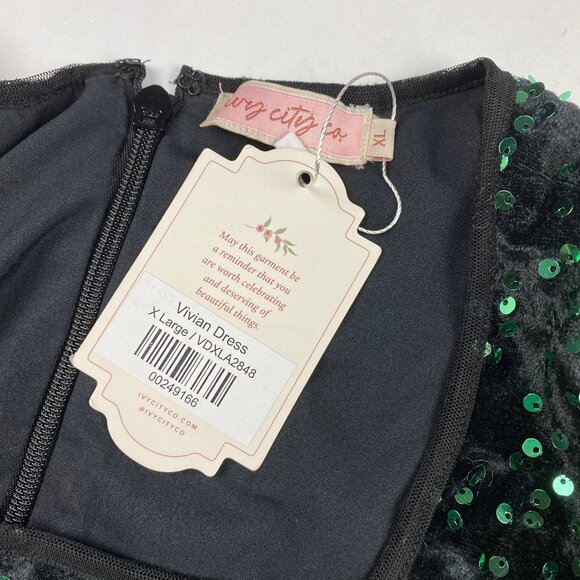 ivy city co.
XL
May this garment be
a reminder that you
are worth celebrating
and deserving of
beautiful things.
Vivian Dress
X Large / VDXLA2848
00249166
IVYCITYCO.COM
@IVYCITYCO